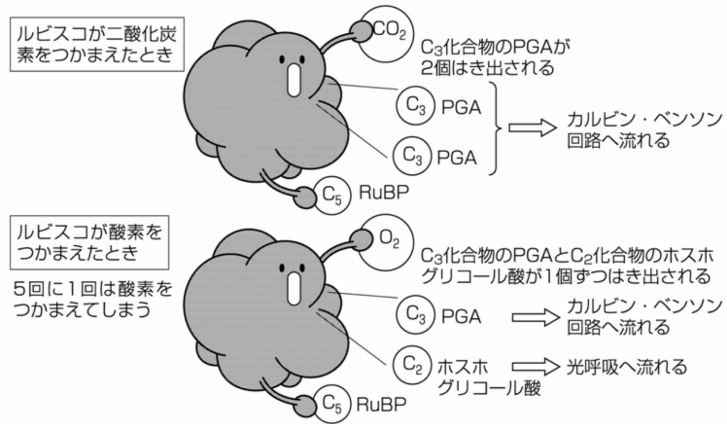 ルビスコが二酸化炭
素をつかまえたとき
CO2
C3化合物のPGAが
2個はき出される
C3 PGA
C3 PGA
カルビン・ベンソン
回路へ流れる
C5 RuBP
ルビスコが酸素を
つかまえたとき
5回に1回は酸素を
つかまえてしまう
O2
C3化合物のPGAとC2化合物のホスホ
グリコール酸が1個ずつはき出される
C3 PGA
カルビン・ベンソン
回路へ流れる
C2 ホスホ
グリコール酸
光呼吸へ流れる
C5 RuBP